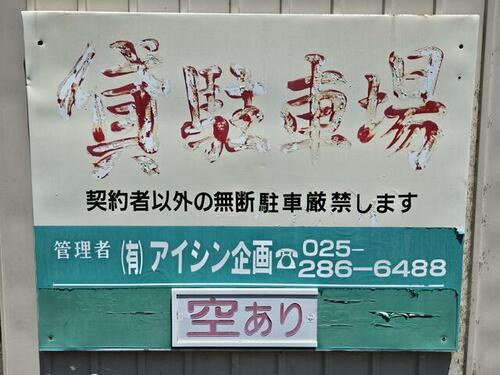 貸駐車場
契約者以外の無断駐車厳禁します
管理者 (有)アイシン企画☎025-286-6488
空あり